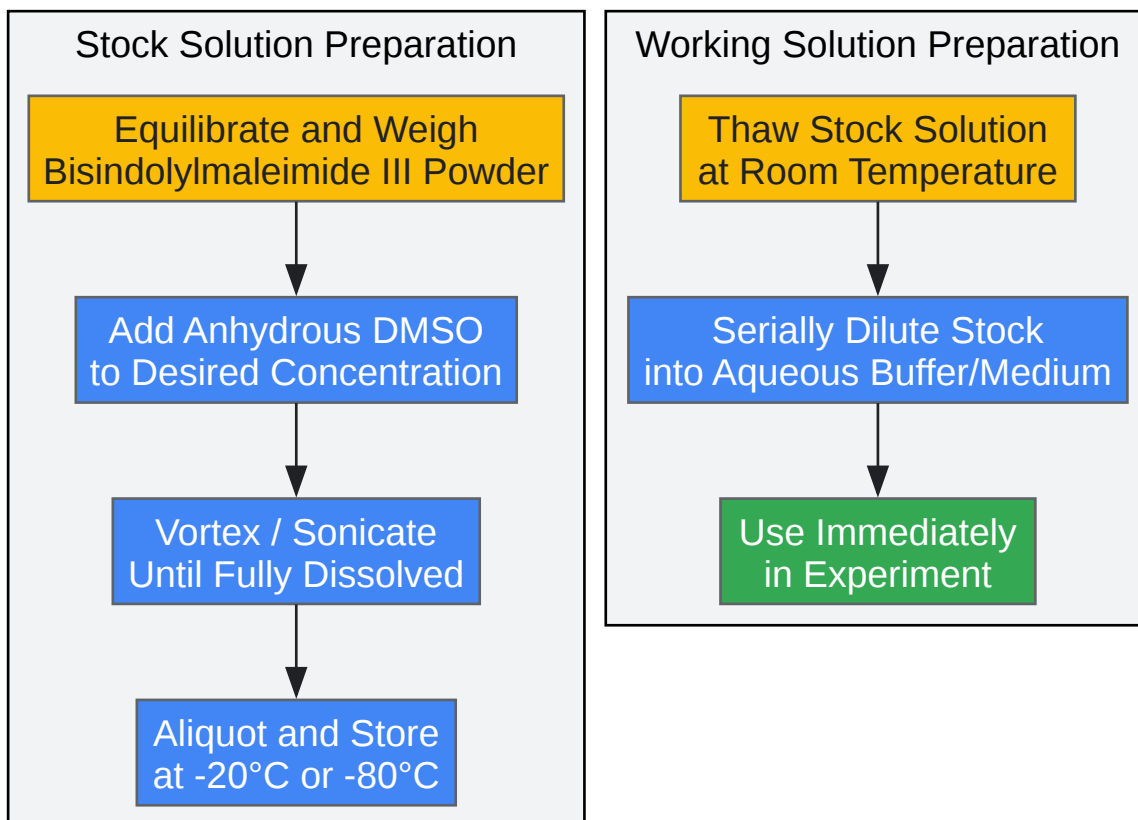 Stock Solution Preparation
Equilibrate and Weigh
Bisindolylmaleimide III Powder
Add Anhydrous DMSO
to Desired Concentration
Vortex / Sonicate
Until Fully Dissolved
Aliquot and Store
at -20°C or -80°C
Working Solution Preparation
Thaw Stock Solution
at Room Temperature
Serially Dilute Stock
into Aqueous Buffer/Medium
Use Immediately
in Experiment